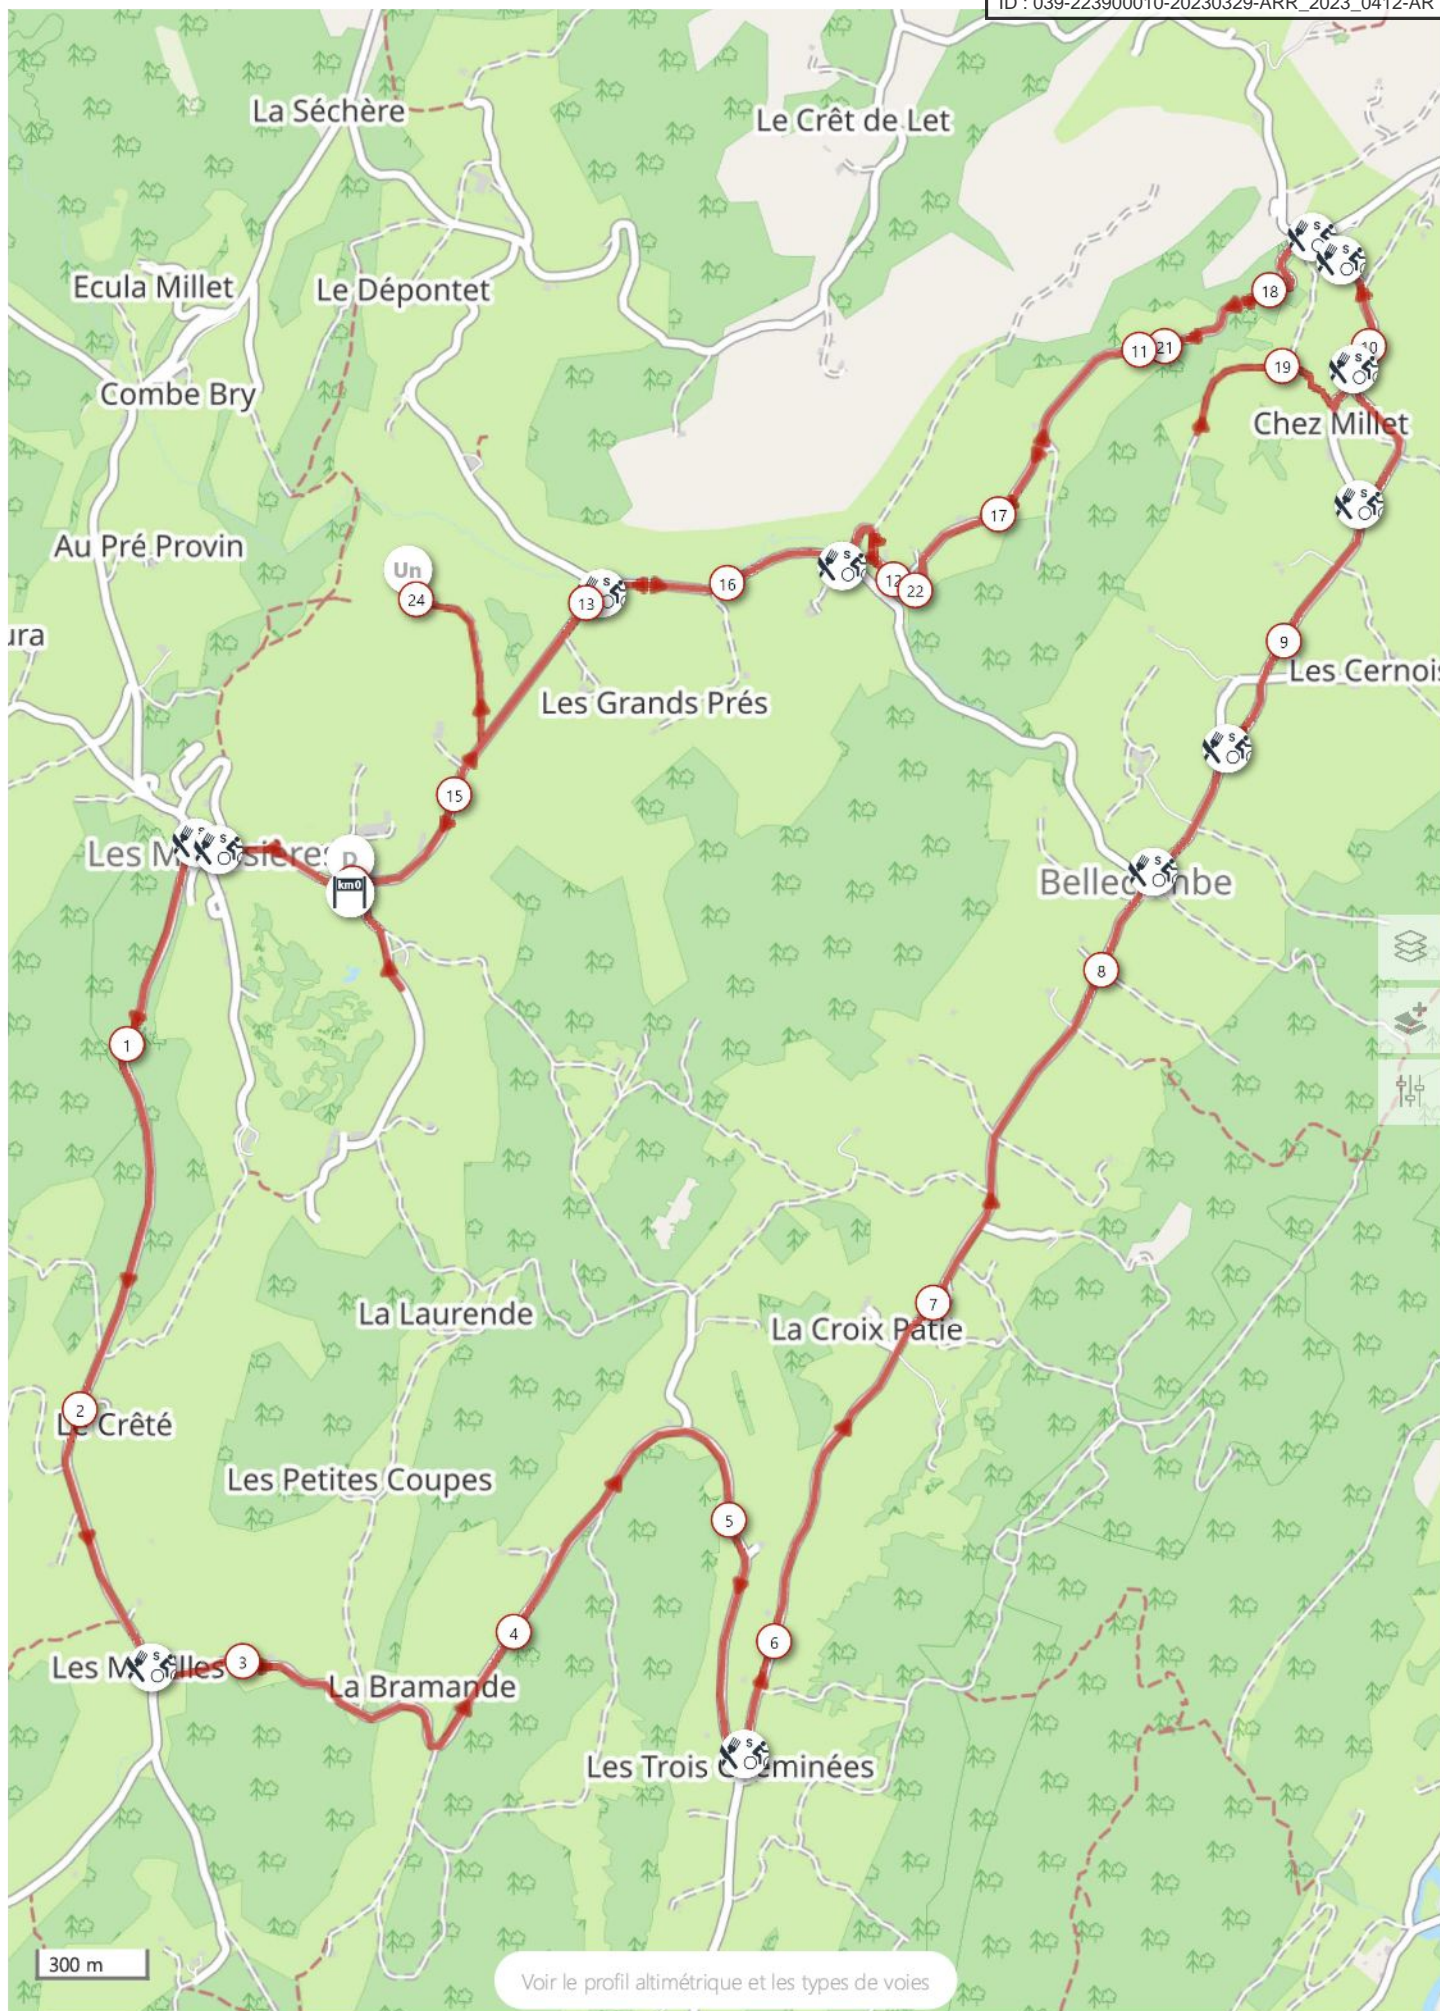 ID : 039-223900010-20230329-ARR_2023_0412-AR
La Séchère
Le Crêt de Let
Ecula Millet
Le Dépontet
18
11
21
10
19
Combe Bry
Chez Millet
17
Au Pré Provin
Un
24
13
16
12
22
ura
9
Les Cernois
Les Grands Prés
15
D
km0
8
1
La Laurende
7
La Croix Patie
2
Le Crêté
Les Petites Coupes
5
4
6
3
La Bramande
Les Trois Cheminées
300 m
Voir le profil altimétrique et les types de voies
Bellecombe